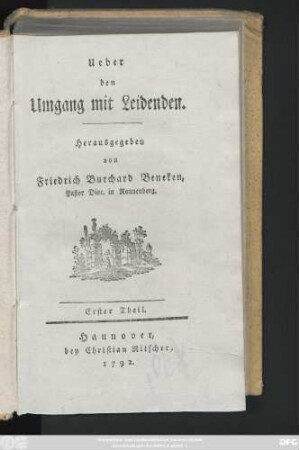 Ueber
den
Umgang mit Leidenden.
Herausgegeben
von
Friedrich Burchard Beneken,
Pastor Diac. in Ronnenberg.
Erster Theil.
Hannover,
bey Christian Ritscher,
1792.